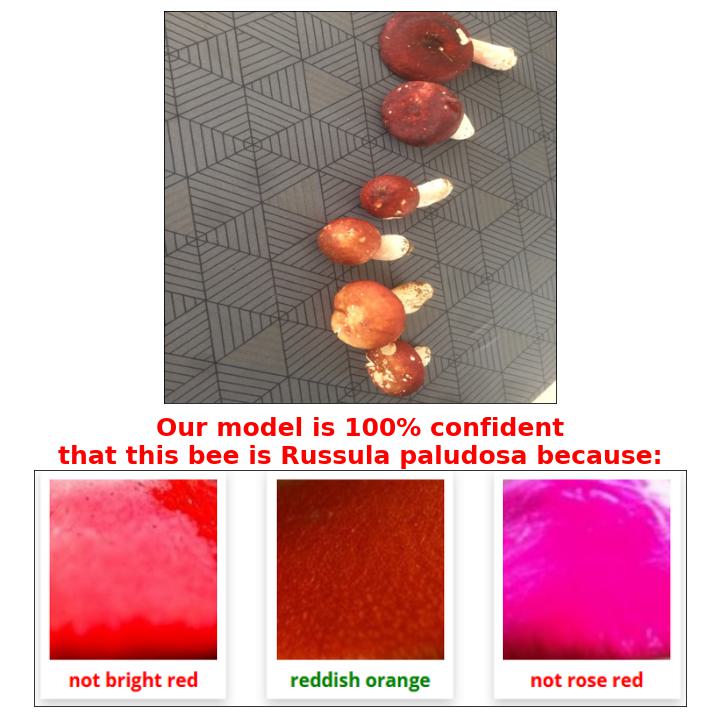 Our model is 100% confident
that this bee is Russula paludosa because:
not bright red
reddish orange
not rose red